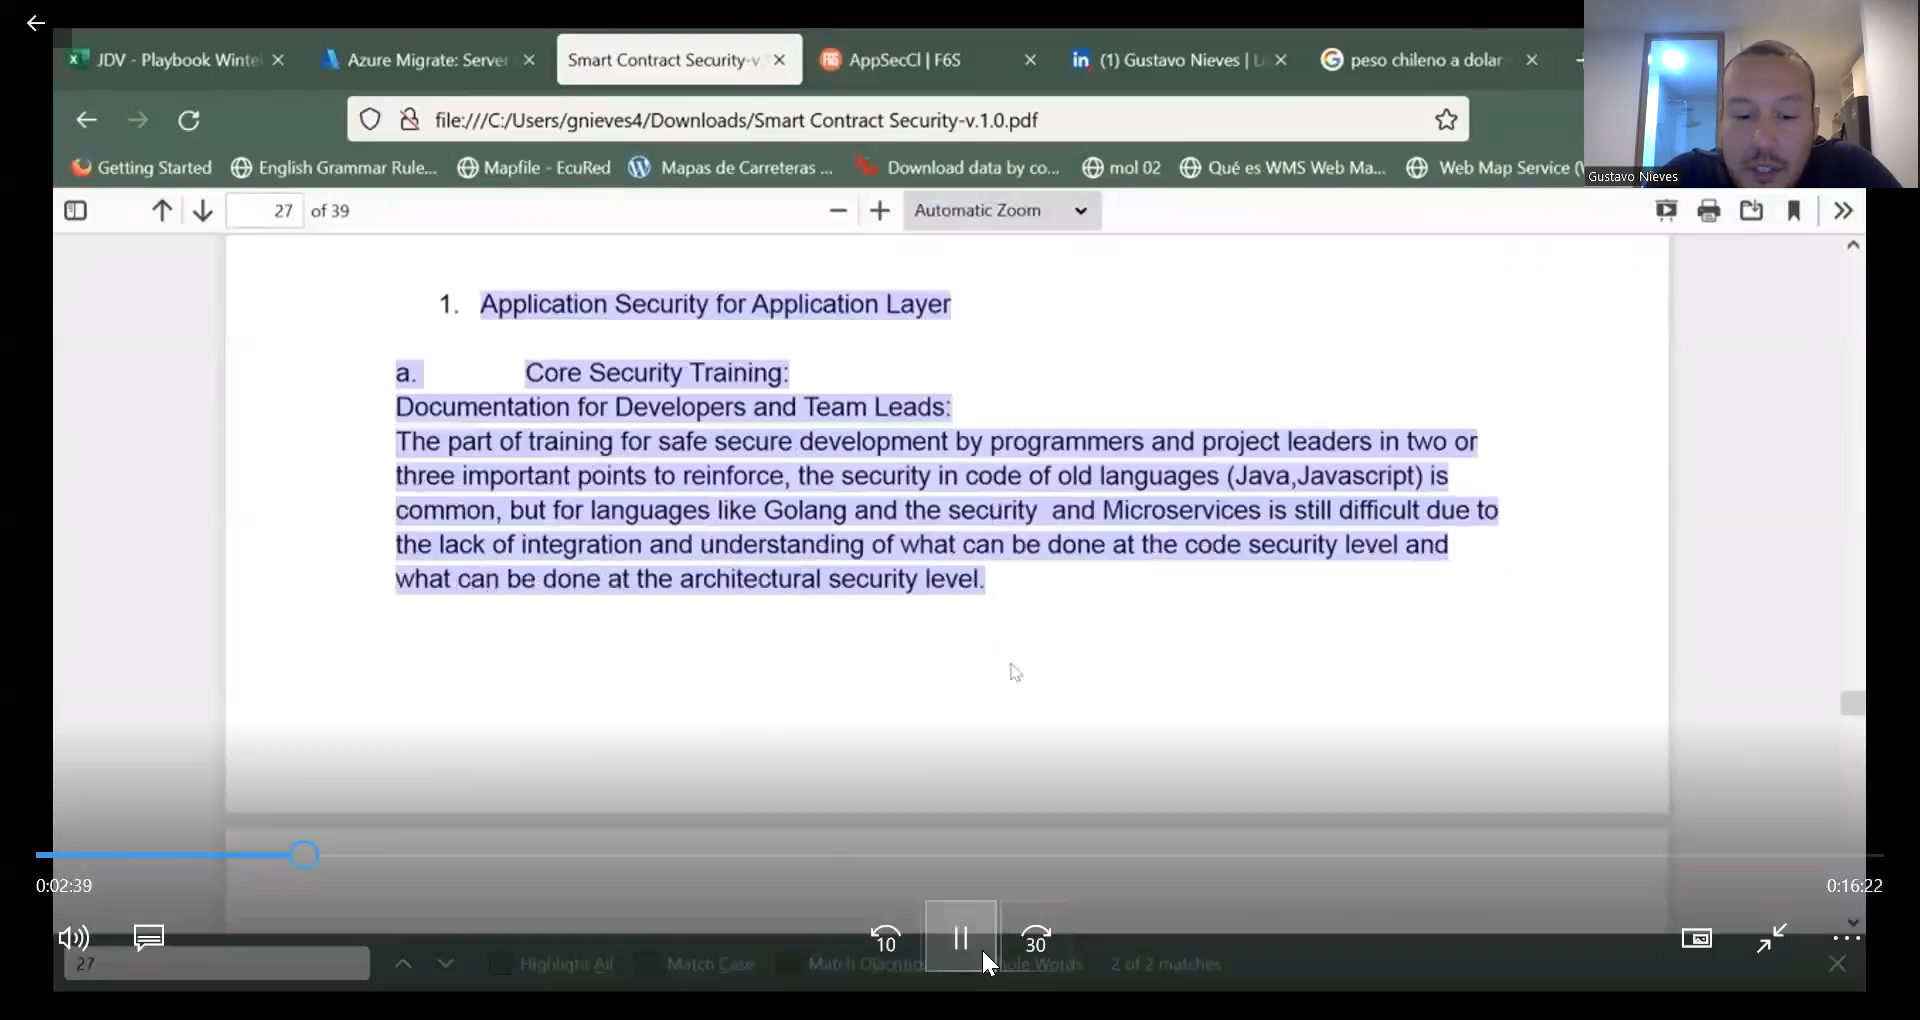 JDV - Playbook Winte
Azure Migrate: Server
Smart Contract Security-v
AppSecCl | F6S
(1) Gustavo Nieves | L
peso chileno a dolar
file:///C:/Users/gnieves4/Downloads/Smart Contract Security-v.1.0.pdf
Getting Started
English Grammar Rule...
Mapfile - EcuRed
Mapas de Carreteras ...
Download data by co...
mol 02
Qué es WMS Web Ma...
Web Map Service (
Gustavo Nieves
27 of 39
Automatic Zoom
1. Application Security for Application Layer
a. Core Security Training:
Documentation for Developers and Team Leads:
The part of training for safe secure development by programmers and project leaders in two or
three important points to reinforce, the security in code of old languages (Java,Javascript) is
common, but for languages like Golang and the security and Microservices is still difficult due to
the lack of integration and understanding of what can be done at the code security level and
what can be done at the architectural security level.
0:02:39
0:16:22
10
30
27
Highlight All
Match Case
Match Diacritics
Whole Words
2 of 2 matches